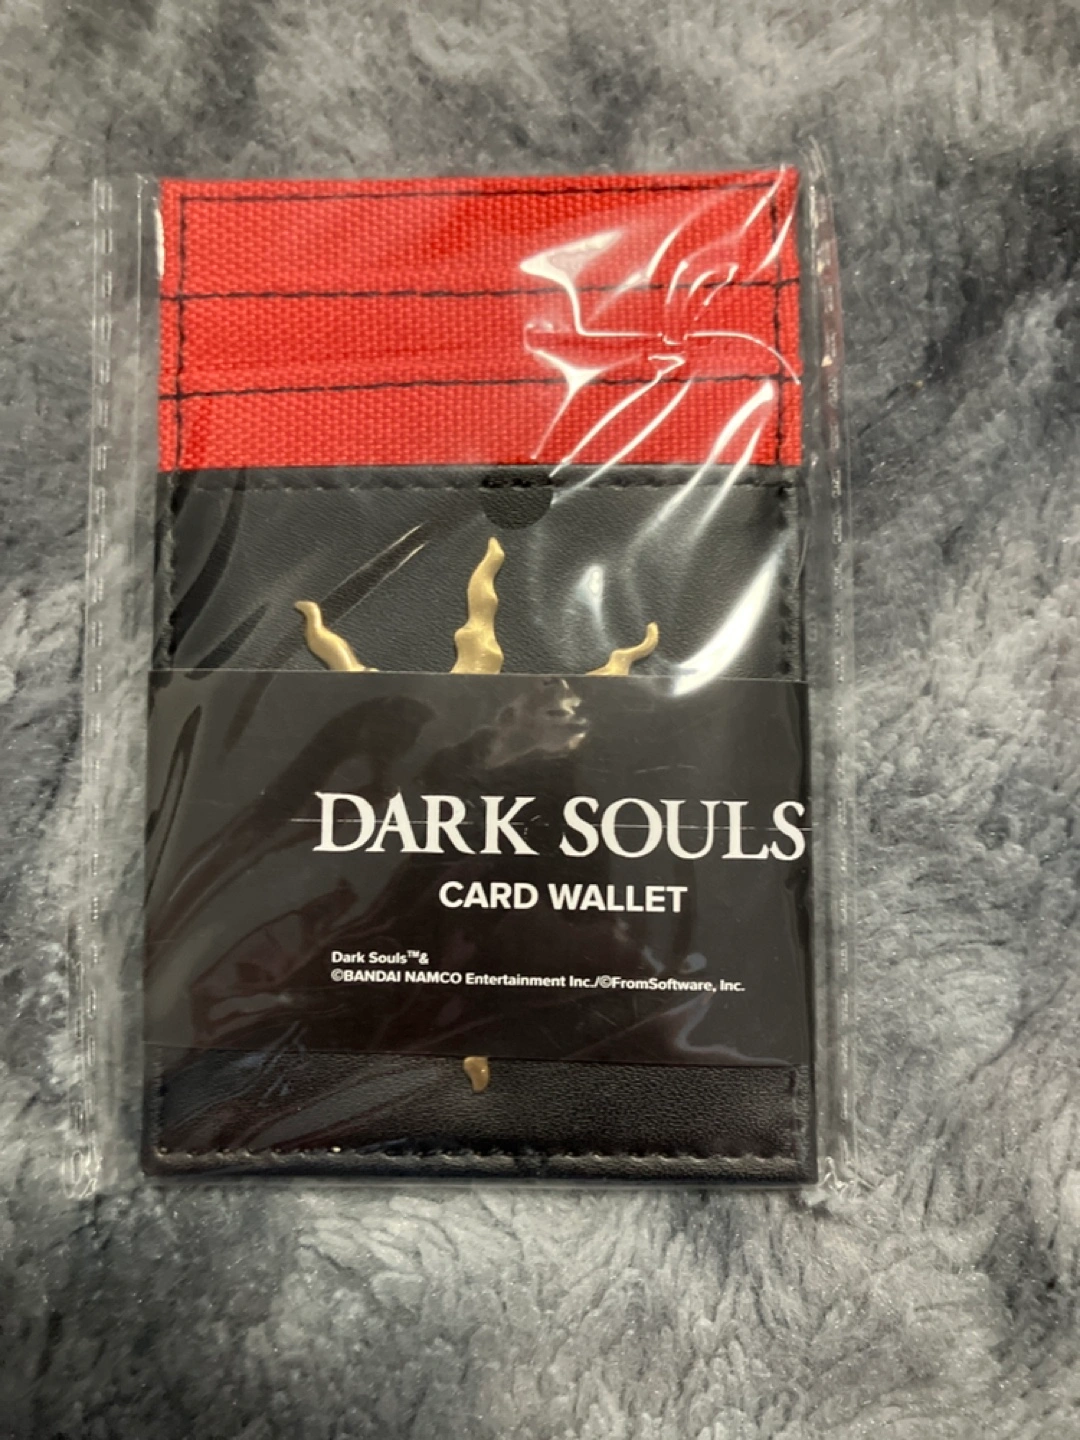 DARK SOULS
CARD WALLET
Dark Souls™&
©BANDAI NAMCO Entertainment Inc./©FromSoftware, Inc.